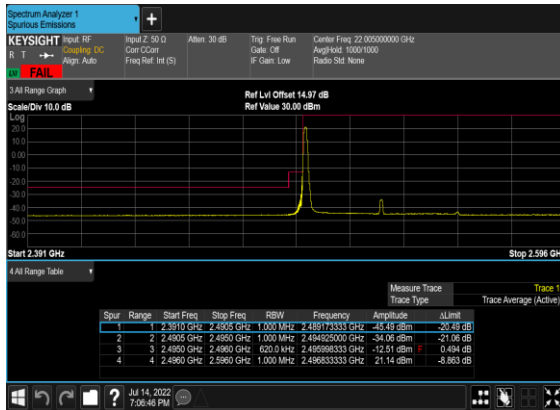 Spectrum Analyzer 1
Spurious Emissions
+
KEYSIGHT Input: RF Input Z: 50 Ω Atten: 30 dB Trig: Free Run Center Freq: 22.005000000 GHz
R T Coupling: DC Corr CCorr Gate: Off Avg|Hold: 1000/1000
Align: Auto Freq Ref: Int (S) IF Gain: Low Radio Std: None
LXI FAIL
3 All Range Graph
Ref Lvl Offset 14.97 dB
Scale/Div 10.0 dB Ref Value 30.00 dBm
Log
20.0
10.0
0.00
-10.0
-20.0
-30.0
-40.0
-50.0
-60.0
Start 2.391 GHz Stop 2.596 GH
4 All Range Table
Measure Trace Trace 1
Trace Type Trace Average (Active)
Spur Range Start Freq Stop Freq RBW Frequency Amplitude ΔLimit
1 1 2.3910 GHz 2.4905 GHz 1.000 MHz 2.489173333 GHz -45.49 dBm -20.49 dB
2 2 2.4905 GHz 2.4950 GHz 1.000 MHz 2.494925000 GHz -34.06 dBm -21.06 dB
3 3 2.4950 GHz 2.4960 GHz 620.0 kHz 2.495998333 GHz -12.51 dBm F 0.494 dB
4 4 2.4960 GHz 2.5960 GHz 1.000 MHz 2.496833333 GHz 21.14 dBm -8.863 dB
? Jul 14, 2022
7:06:46 PM